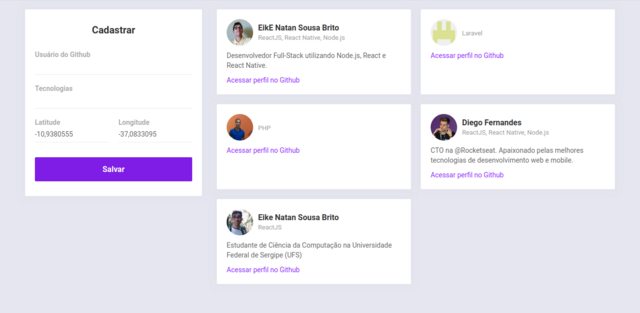 Cadastrar
Usuário do Github
Tecnologias
Latitude
Longitude
-10,9380555
-37,0833095
Salvar
EikE Natan Sousa Brito
ReactJS, React Native, Node.js
Desenvolvedor Full-Stack utilizando Node.js, React e
React Native.
Acessar perfil no Github
Laravel
Acessar perfil no Github
PHP
Acessar perfil no Github
Diego Fernandes
ReactJS, React Native, Node.js
CTO na @Rocketseat. Apaixonado pelas melhores
tecnologias de desenvolvimento web e mobile.
Acessar perfil no Github
Eike Natan Sousa Brito
ReactJS
Estudante de Ciência da Computação na Universidade
Federal de Sergipe (UFS)
Acessar perfil no Github